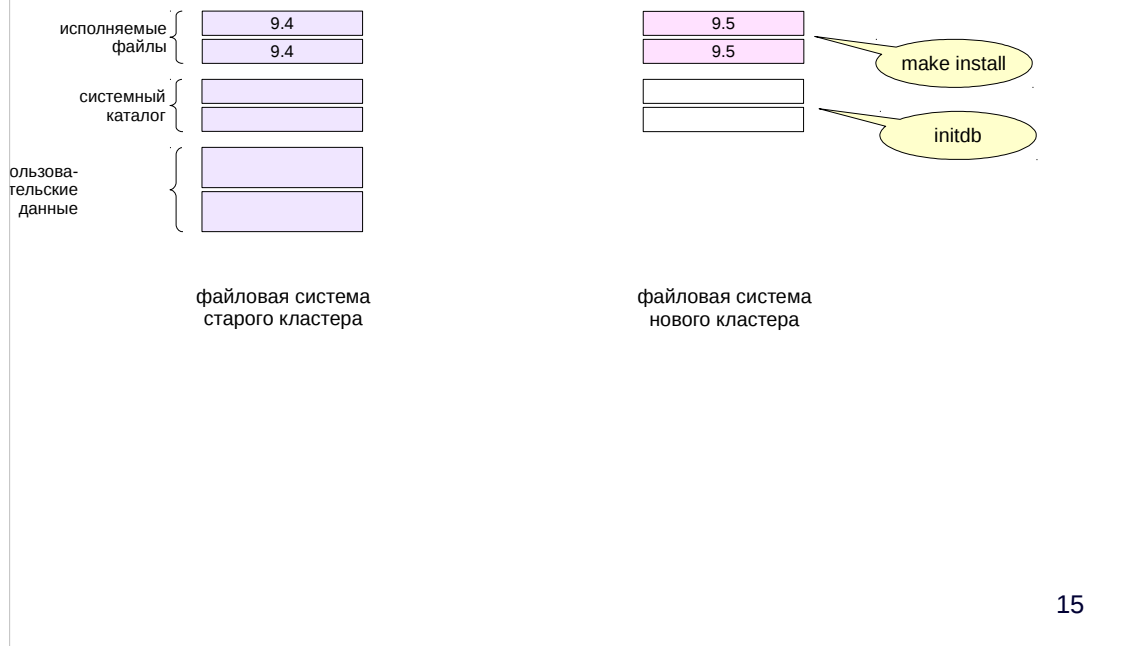 исполняемые
файлы
9.4
9.4
9.5
9.5
make install
системный
каталог
initdb
ользова-
тельские
данные
файловая система
старого кластера
файловая система
нового кластера
15